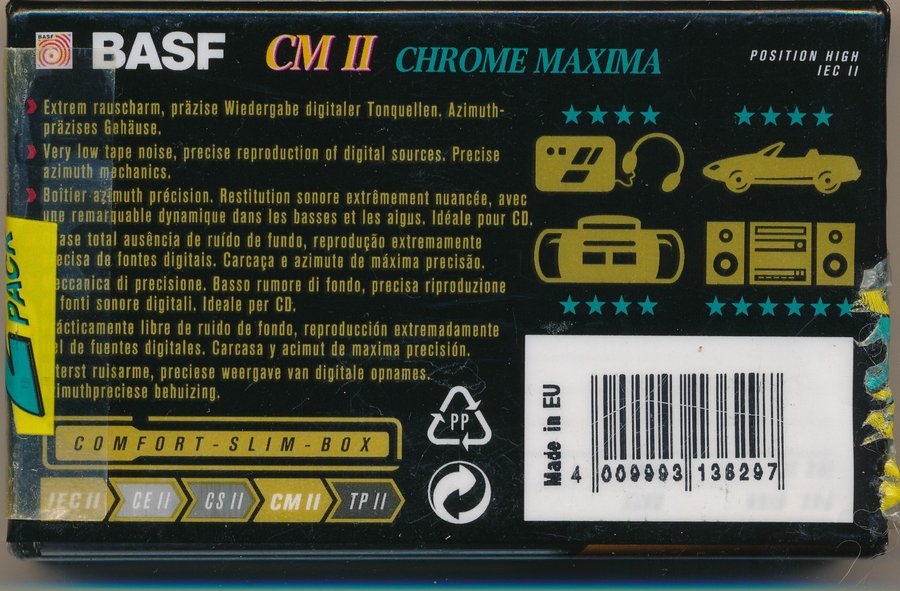 BASF CM II CHROME MAXIMA
POSITION HIGH
IEC II
Extrem rauscharm, präzise Wiedergabe digitaler Tonquellen. Azimuth-
präzises Gehäuse.
Very low tape noise, precise reproduction of digital sources. Precise
azimuth mechanics.
Boîtier azimuth précision. Restitution sonore extrêmement nuancée, avec
une remarquable dynamique dans les basses et les aigus. Idéale pour CD.
total ausência de ruído de fundo, reprodução extremamente
de fontes digitais. Carcaça e azimute de máxima precisão.
di precisione. Basso rumore di fondo, precisa riproduzione
fonti sonore digitali. Ideale per CD.
libre de ruido de fondo, reproducción extremadamente
de fuentes digitales. Carcasa y acimut de maxima precisión.
ruisarme, preciese weergave van digitale opnames.
behuizing.
2 PACK
COMFORT-SLIM-BOX
IEC II CE II CS II CM II TP II
PP
Made in EU
4 009993 136297